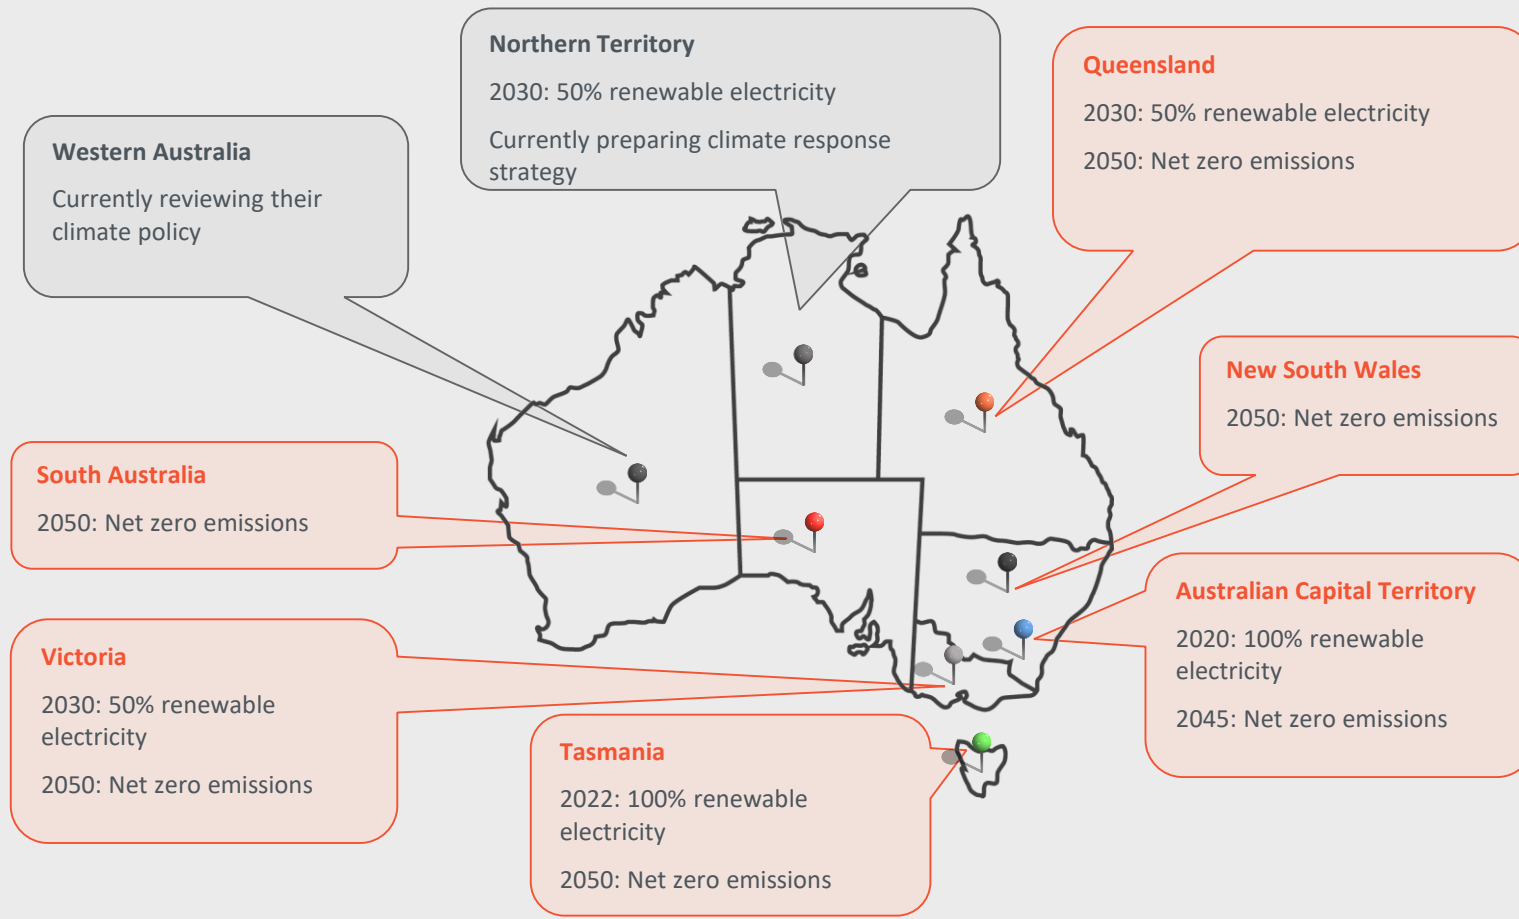 Northern Territory
2030: 50% renewable electricity
Currently preparing climate response
strategy
Queensland
2030: 50% renewable electricity
2050: Net zero emissions
Western Australia
Currently reviewing their
climate policy
New South Wales
2050: Net zero emissions
South Australia
2050: Net zero emissions
Australian Capital Territory
2020: 100% renewable
electricity
2045: Net zero emissions
Victoria
2030: 50% renewable
electricity
2050: Net zero emissions
Tasmania
2022: 100% renewable
electricity
2050: Net zero emissions